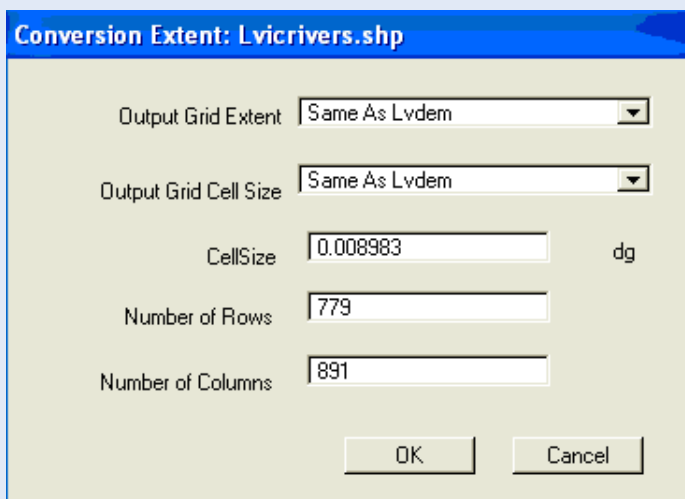 Conversion Extent: Lvicrivers.shp
Output Grid Extent Same As Lvdem
Output Grid Cell Size Same As Lvdem
CellSize 0.008983 dg
Number of Rows 779
Number of Columns 891
OK Cancel